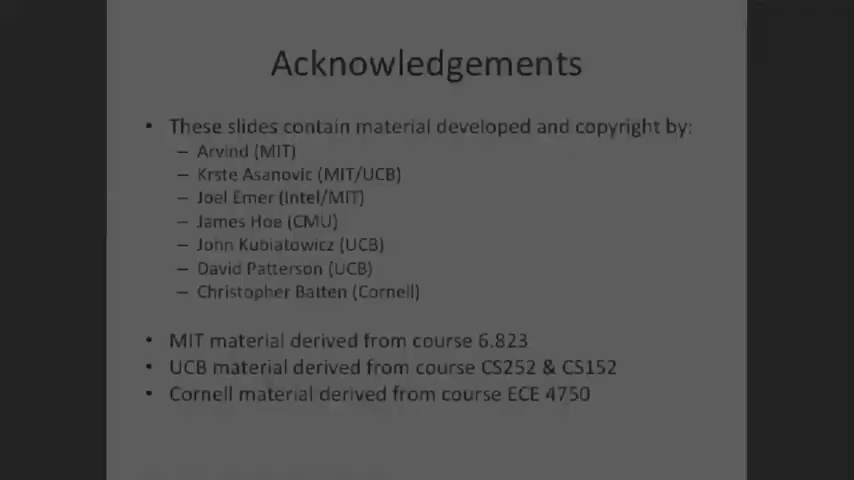 Acknowledgements
• These slides contain material developed and copyright by:
– Arvind (MIT)
– Krste Asanovic (MIT/UCB)
– Joel Emer (Intel/MIT)
– James Hoe (CMU)
– John Kubiatowicz (UCB)
– David Patterson (UCB)
– Christopher Batten (Cornell)
• MIT material derived from course 6.823
• UCB material derived from course CS252 & CS152
• Cornell material derived from course ECE 4750